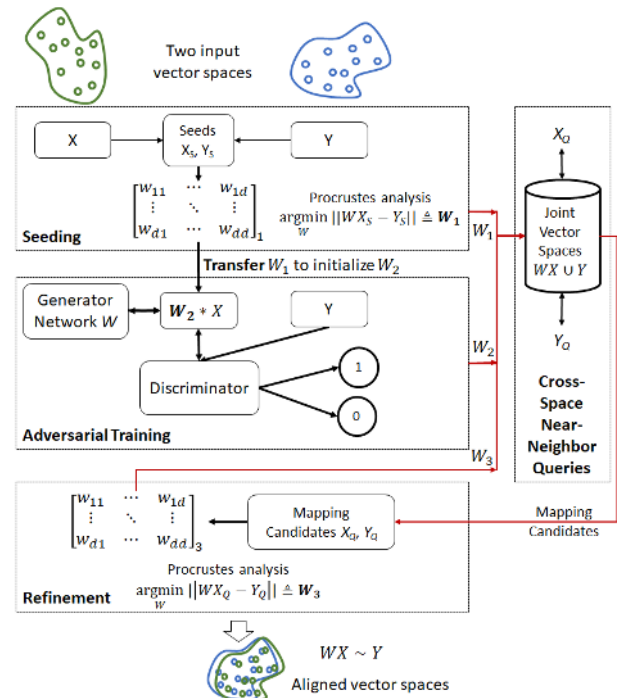 Two input
vector spaces
X
Seeds
X_s, Y_s
Y
[w_11 ⋯ w_1d
⋮ ⋱ ⋮
w_d1 ⋯ w_dd]_1
Procrustes analysis
argmin ||WX_S − Y_S|| ≜ W_1
W
Seeding
Transfer W_1 to initialize W_2
Generator
Network W
W_2 * X
Y
Discriminator
1
0
Adversarial Training
W_1
W_2
W_3
X_Q
Joint
Vector
Spaces
WX ∪ Y
Y_Q
Cross-
Space
Near-
Neighbor
Queries
Mapping
Candidates
[w_11 ⋯ w_1d
⋮ ⋱ ⋮
w_d1 ⋯ w_dd]_3
Mapping
Candidates X_Q, Y_Q
Procrustes analysis
argmin ||WX_Q − Y_Q|| ≜ W_3
W
Refinement
WX ~ Y
Aligned vector spaces